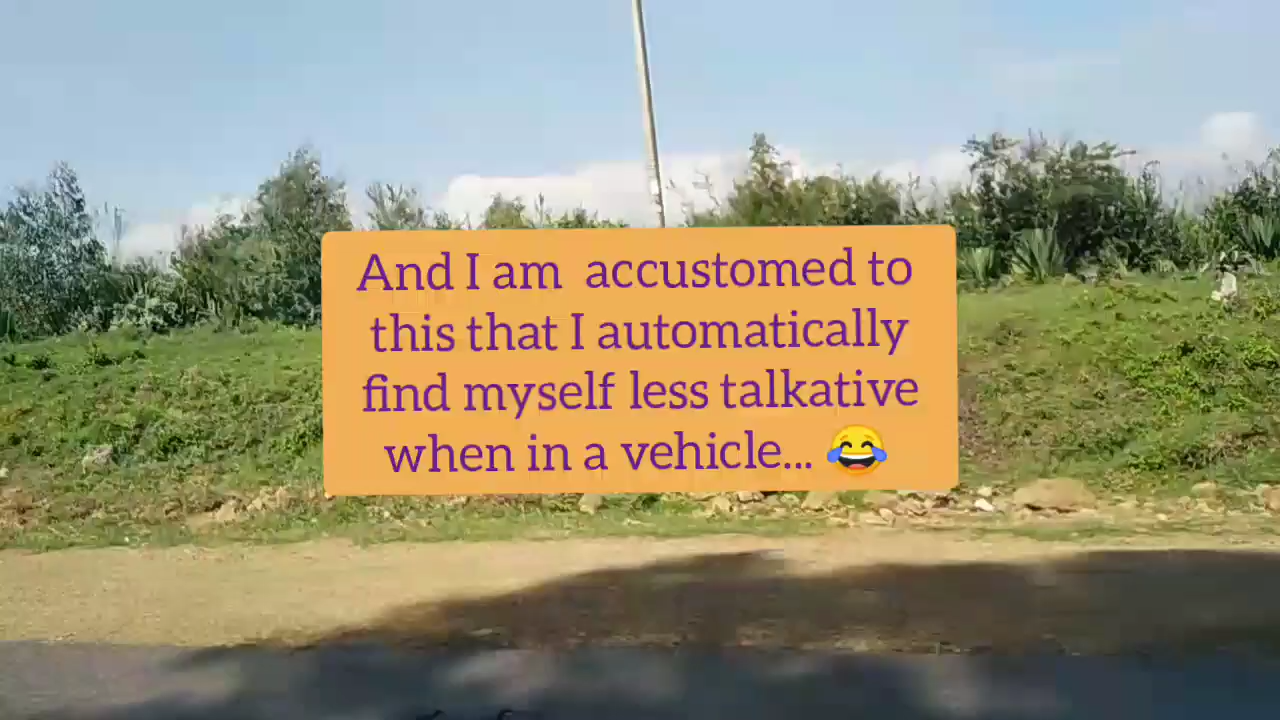 And I am accustomed to
this that I automatically
find myself less talkative
when in a vehicle... 😂